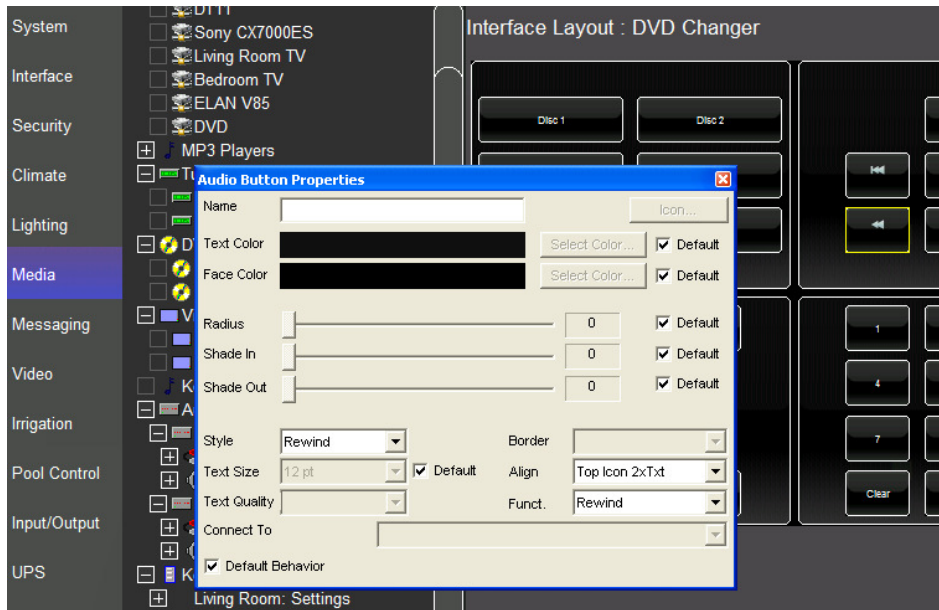 System
Interface
Security
Climate
Lighting
Media
Messaging
Video
Irrigation
Pool Control
Input/Output
UPS
Sony CX7000ES
Living Room TV
Bedroom TV
ELAN V85
DVD
MP3 Players
Living Room: Settings
Interface Layout : DVD Changer
Disc 1
Disc 2
1
4
7
Clear
Audio Button Properties
Name
Icon...
Text Color
Select Color...
Default
Face Color
Select Color...
Default
Radius
0
Default
Shade In
0
Default
Shade Out
0
Default
Style
Rewind
Border
Text Size
12 pt
Default
Align
Top Icon 2xTxt
Text Quality
Funct.
Rewind
Connect To
Default Behavior